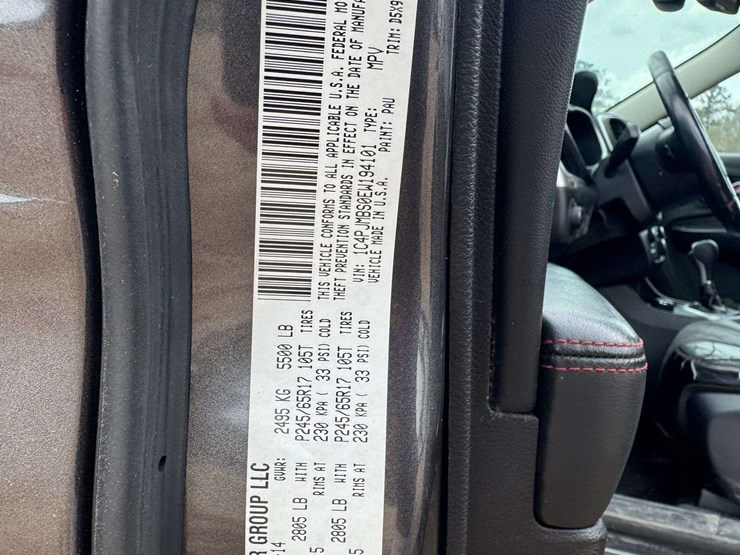 R GROUP LLC
14 GVWR: 2495 KG 5500 LB
2805 LB WITH P245/65R17 105T TIRES
5 RIMS AT 230 KPA ( 33 PSI) COLD
2805 LB WITH P245/65R17 105T TIRES
5 RIMS AT 230 KPA ( 33 PSI) COLD
THIS VEHICLE CONFORMS TO ALL APPLICABLE U.S.A. FEDERAL MO
THEFT PREVENTION STANDARDS IN EFFECT ON THE DATE OF MANUFA
VIN: 1C4PJMBS0EW194101 TYPE: MPV
VEHICLE MADE IN U.S.A. PAINT: PAU TRIM: D5X9